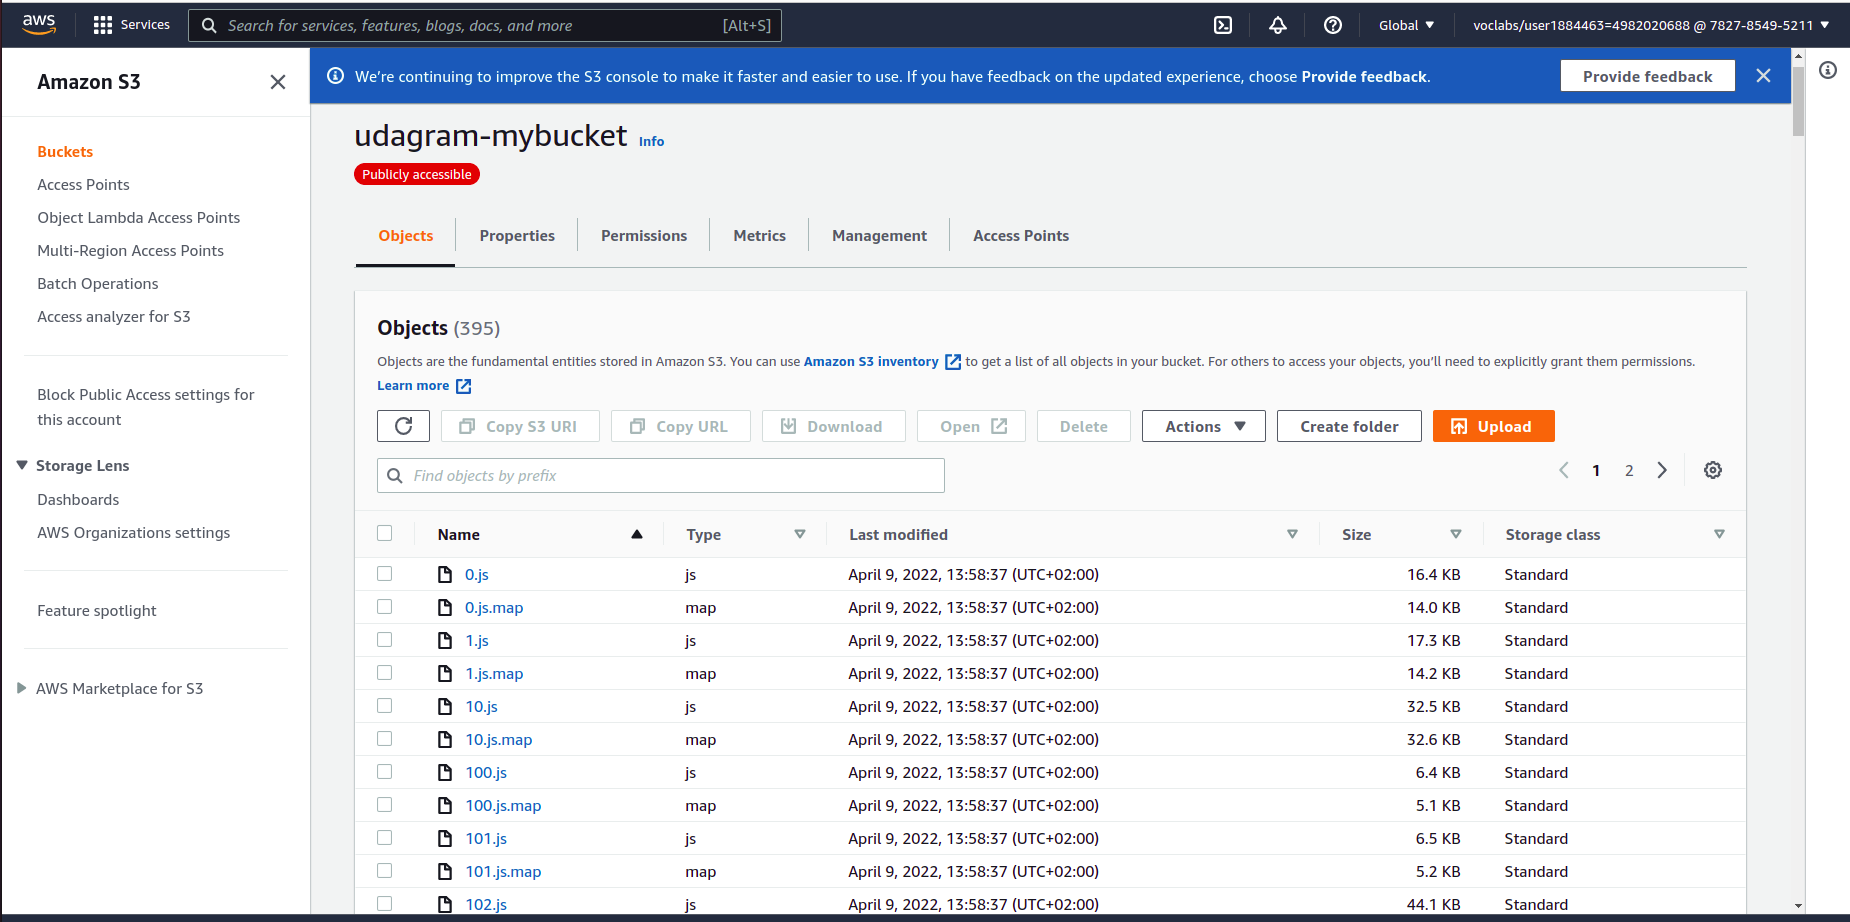 aws Services Search for services, features, blogs, docs, and more [Alt+S] Global voclabs/user1884463=4982020688 @ 7827-8549-5211
Amazon S3
Buckets
Access Points
Object Lambda Access Points
Multi-Region Access Points
Batch Operations
Access analyzer for S3
Block Public Access settings for
this account
Storage Lens
Dashboards
AWS Organizations settings
Feature spotlight
AWS Marketplace for S3
We're continuing to improve the S3 console to make it faster and easier to use. If you have feedback on the updated experience, choose Provide feedback. Provide feedback
udagram-mybucket Info
Publicly accessible
Objects Properties Permissions Metrics Management Access Points
Objects (395)
Objects are the fundamental entities stored in Amazon S3. You can use Amazon S3 inventory to get a list of all objects in your bucket. For others to access your objects, you'll need to explicitly grant them permissions.
Learn more
Copy S3 URI Copy URL Download Open Delete Actions Create folder Upload
Find objects by prefix 1 2
Name Type Last modified Size Storage class
0.js js April 9, 2022, 13:58:37 (UTC+02:00) 16.4 KB Standard
0.js.map map April 9, 2022, 13:58:37 (UTC+02:00) 14.0 KB Standard
1.js js April 9, 2022, 13:58:37 (UTC+02:00) 17.3 KB Standard
1.js.map map April 9, 2022, 13:58:37 (UTC+02:00) 14.2 KB Standard
10.js js April 9, 2022, 13:58:37 (UTC+02:00) 32.5 KB Standard
10.js.map map April 9, 2022, 13:58:37 (UTC+02:00) 32.6 KB Standard
100.js js April 9, 2022, 13:58:37 (UTC+02:00) 6.4 KB Standard
100.js.map map April 9, 2022, 13:58:37 (UTC+02:00) 5.1 KB Standard
101.js js April 9, 2022, 13:58:37 (UTC+02:00) 6.5 KB Standard
101.js.map map April 9, 2022, 13:58:37 (UTC+02:00) 5.2 KB Standard
102.js js April 9, 2022, 13:58:37 (UTC+02:00) 44.1 KB Standard